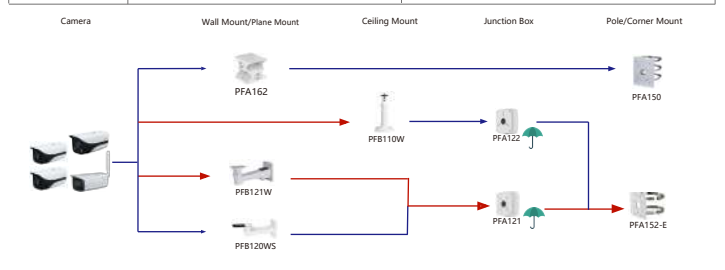 Camera
Wall Mount/Plane Mount
Ceiling Mount
Junction Box
Pole/Corner Mount
PFA162
PFA150
PFB110W
PFA122
PFB121W
PFA121
PFB120WS
PFA152-E